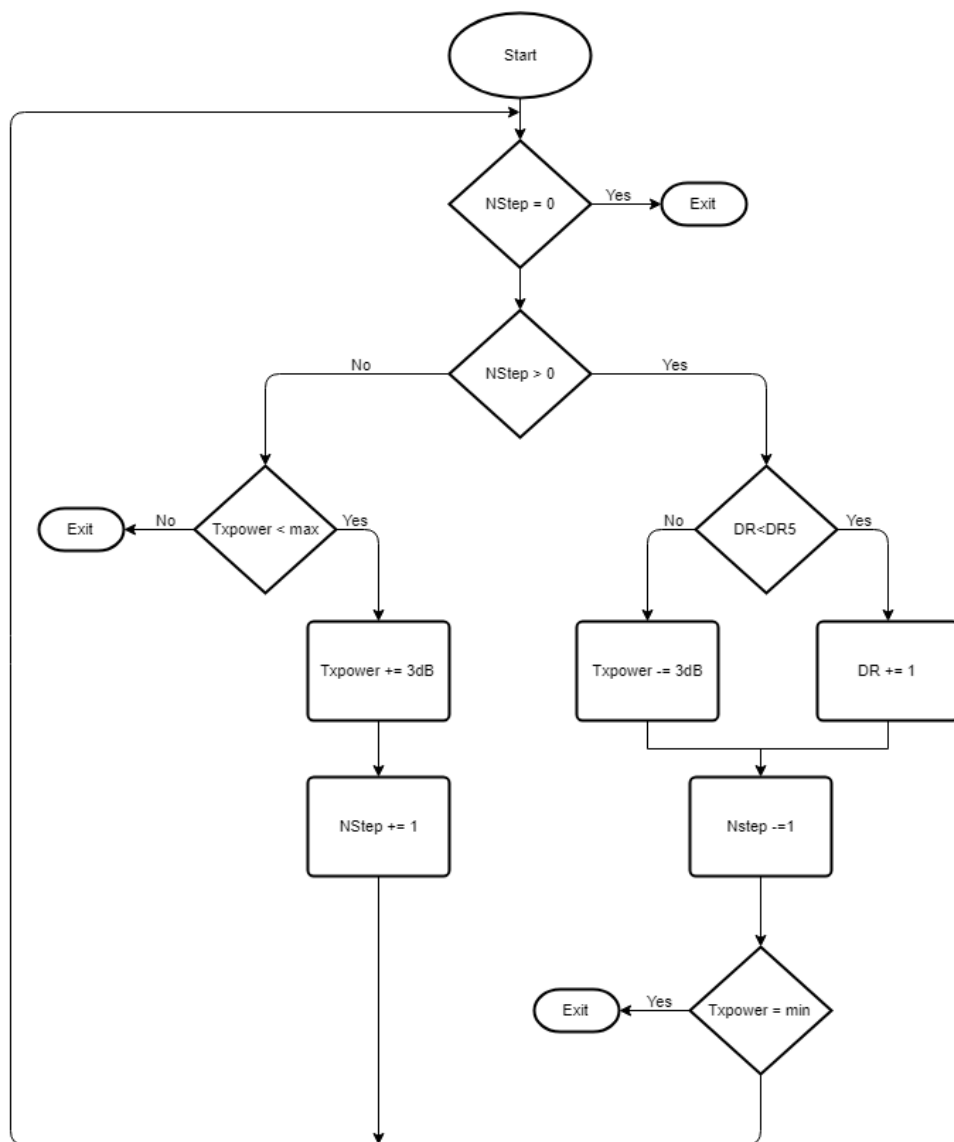 Start
NStep = 0
Yes
Exit
NStep > 0
No
Yes
Exit
No
Txpower < max
Yes
No
DR<DR5
Yes
Txpower += 3dB
Txpower -= 3dB
DR += 1
NStep += 1
Nstep -=1
Exit
Yes
Txpower = min